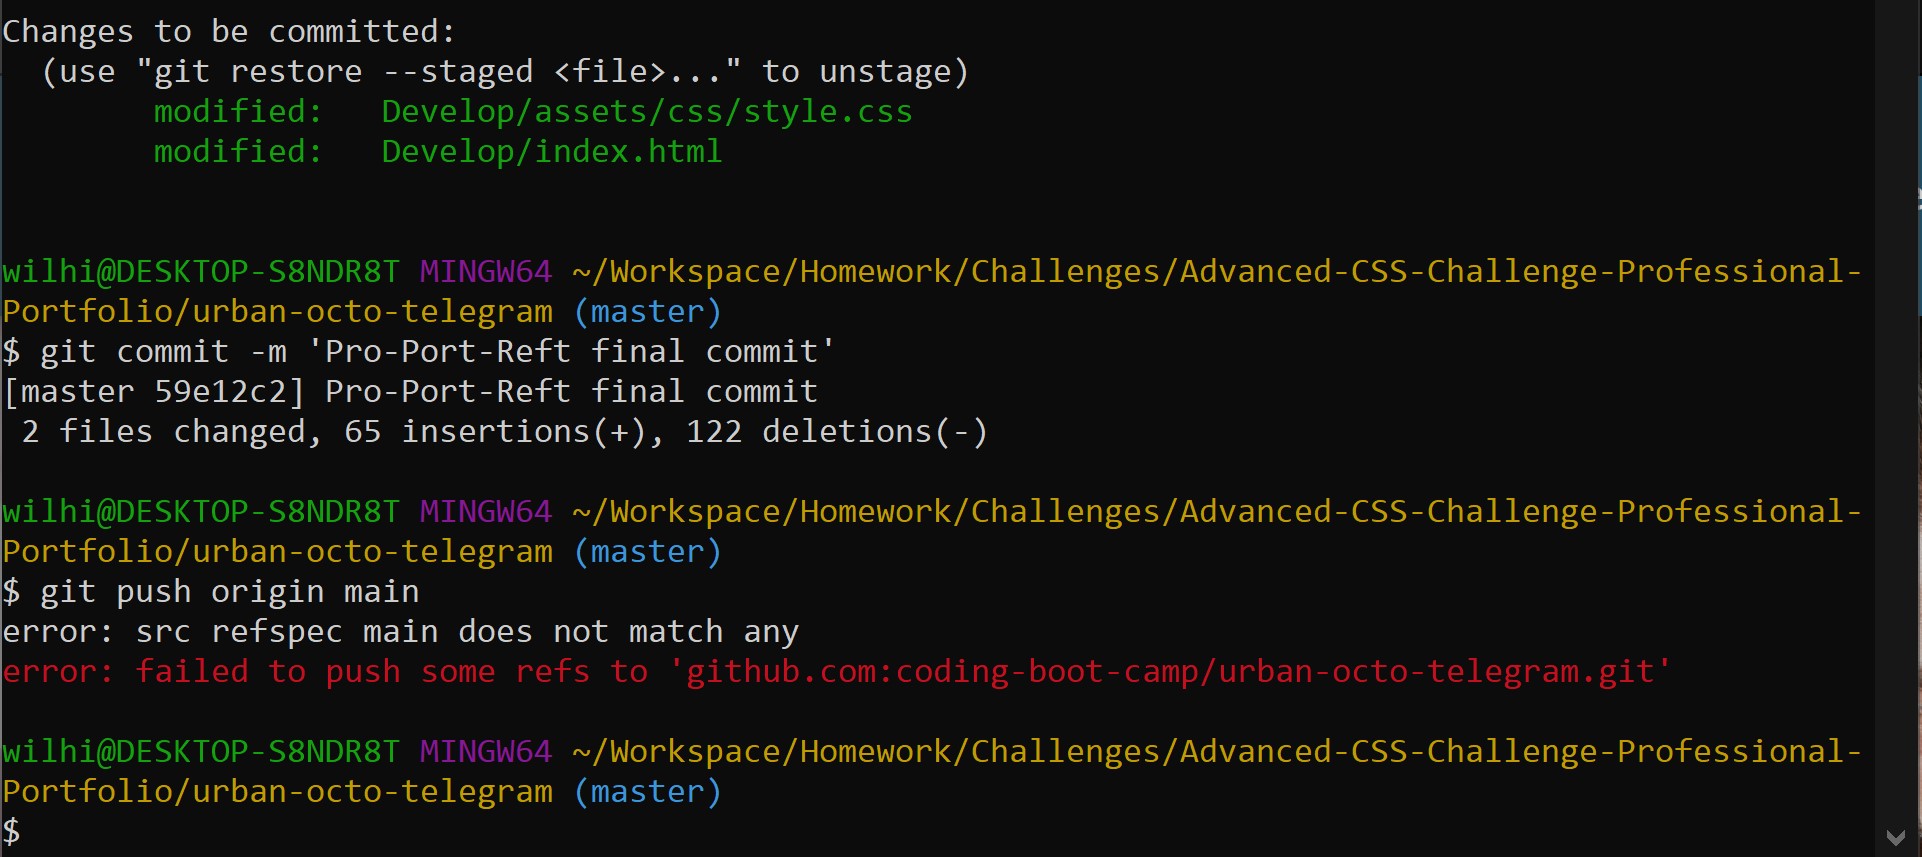 Changes to be committed:
  (use "git restore --staged <file>..." to unstage)
        modified:   Develop/assets/css/style.css
        modified:   Develop/index.html
wilhi@DESKTOP-S8NDR8T MINGW64 ~/Workspace/Homework/Challenges/Advanced-CSS-Challenge-Professional-
Portfolio/urban-octo-telegram (master)
$ git commit -m 'Pro-Port-Reft final commit'
[master 59e12c2] Pro-Port-Reft final commit
 2 files changed, 65 insertions(+), 122 deletions(-)
wilhi@DESKTOP-S8NDR8T MINGW64 ~/Workspace/Homework/Challenges/Advanced-CSS-Challenge-Professional-
Portfolio/urban-octo-telegram (master)
$ git push origin main
error: src refspec main does not match any
error: failed to push some refs to 'github.com:coding-boot-camp/urban-octo-telegram.git'
wilhi@DESKTOP-S8NDR8T MINGW64 ~/Workspace/Homework/Challenges/Advanced-CSS-Challenge-Professional-
Portfolio/urban-octo-telegram (master)
$